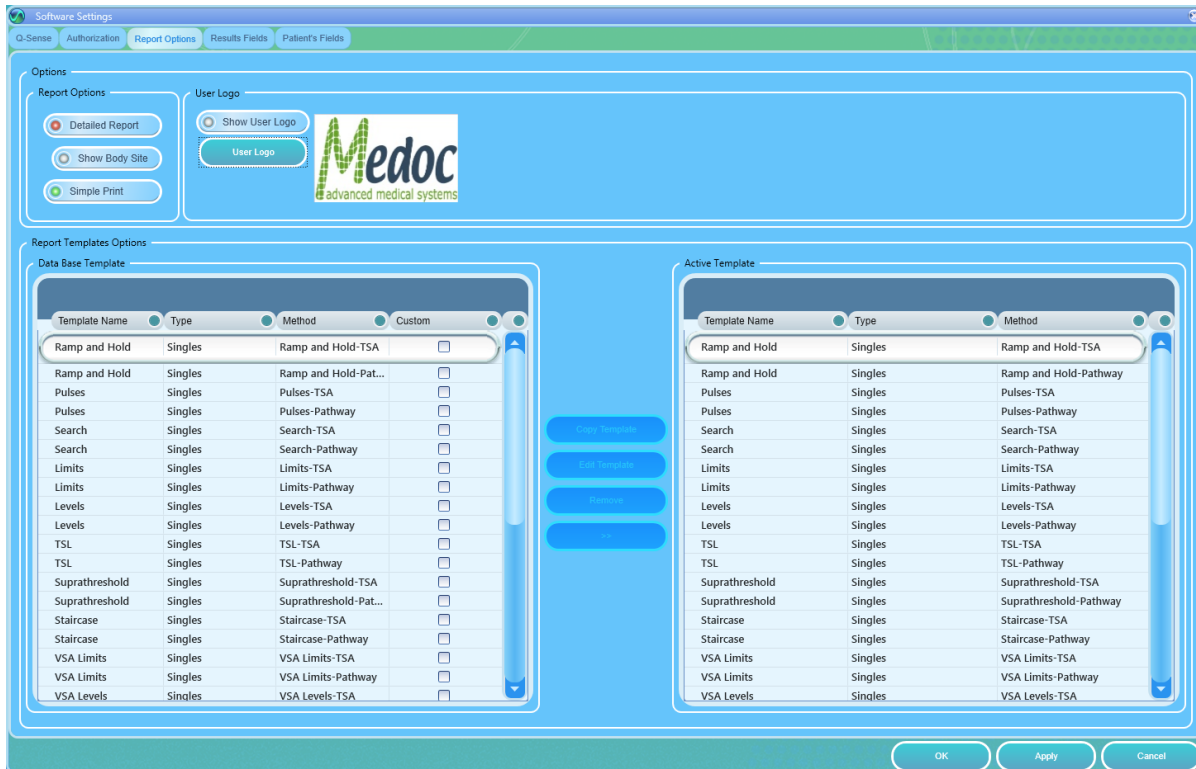 Software Settings
Q-Sense Authorization Report Options Results Fields Patient's Fields
Options
Report Options
Detailed Report
Show Body Site
Simple Print
User Logo
Show User Logo
User Logo
Medoc
advanced medical systems
Report Templates Options
Data Base Template
Template Name Type Method Custom
Ramp and Hold Singles Ramp and Hold-TSA
Ramp and Hold Singles Ramp and Hold-Pat...
Pulses Singles Pulses-TSA
Pulses Singles Pulses-Pathway
Search Singles Search-TSA
Search Singles Search-Pathway
Limits Singles Limits-TSA
Limits Singles Limits-Pathway
Levels Singles Levels-TSA
Levels Singles Levels-Pathway
TSL Singles TSL-TSA
TSL Singles TSL-Pathway
Suprathreshold Singles Suprathreshold-TSA
Suprathreshold Singles Suprathreshold-Pat...
Staircase Singles Staircase-TSA
Staircase Singles Staircase-Pathway
VSA Limits Singles VSA Limits-TSA
VSA Limits Singles VSA Limits-Pathway
VSA Levels Singles VSA Levels-TSA
Copy Template
Edit Template
Remove
>>
Active Template
Template Name Type Method
Ramp and Hold Singles Ramp and Hold-TSA
Ramp and Hold Singles Ramp and Hold-Pathway
Pulses Singles Pulses-TSA
Pulses Singles Pulses-Pathway
Search Singles Search-TSA
Search Singles Search-Pathway
Limits Singles Limits-TSA
Limits Singles Limits-Pathway
Levels Singles Levels-TSA
Levels Singles Levels-Pathway
TSL Singles TSL-TSA
TSL Singles TSL-Pathway
Suprathreshold Singles Suprathreshold-TSA
Suprathreshold Singles Suprathreshold-Pathway
Staircase Singles Staircase-TSA
Staircase Singles Staircase-Pathway
VSA Limits Singles VSA Limits-TSA
VSA Limits Singles VSA Limits-Pathway
VSA Levels Singles VSA Levels-TSA
OK Apply Cancel